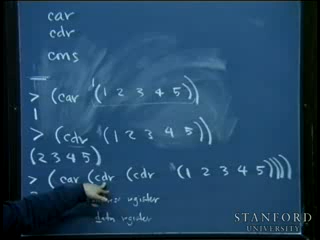 car
cdr
cons
> (car '(1 2 3 4 5))
1
> (cdr '(1 2 3 4 5))
(2 3 4 5)
> (car (cdr (cdr '(1 2 3 4 5))))
register
data register
STANFORD
UNIVERSITY